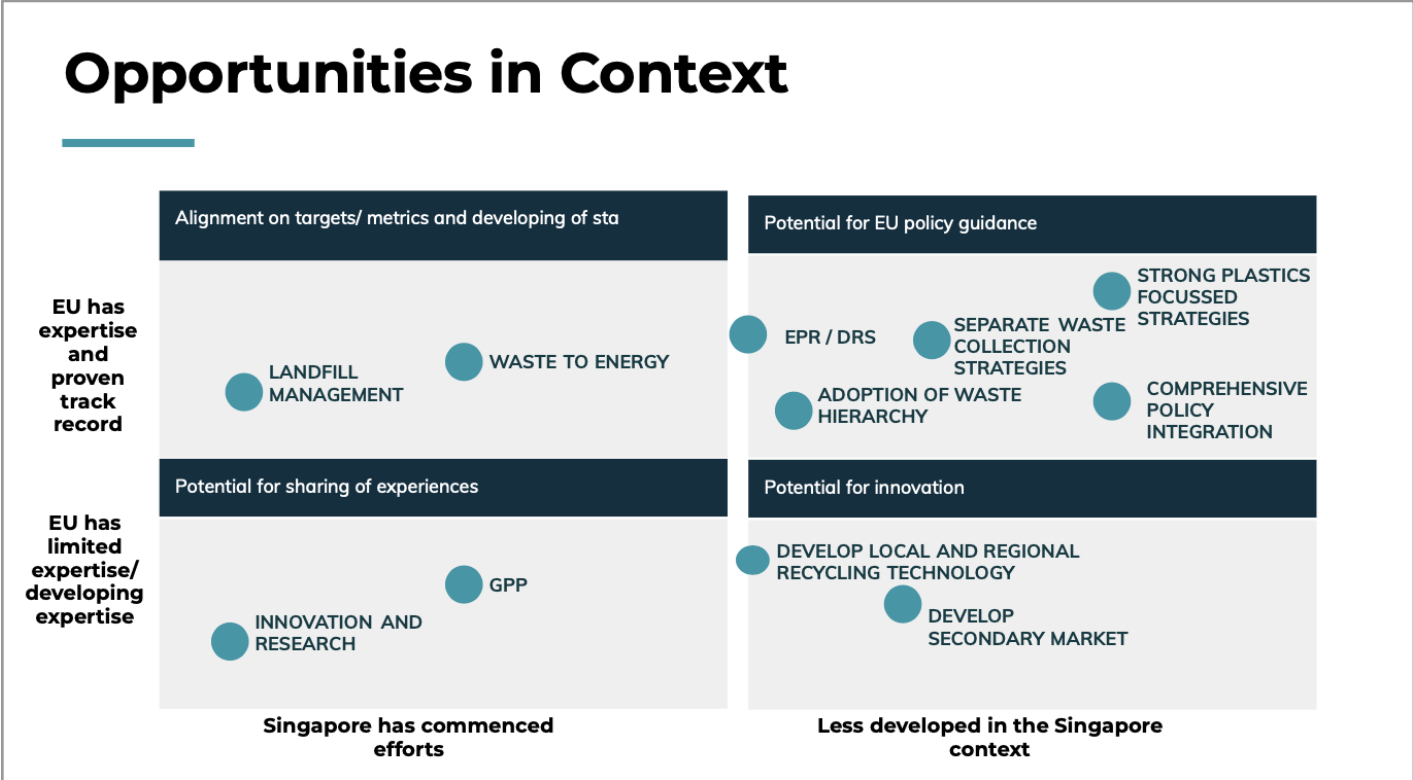 Opportunities in Context
Alignment on targets/ metrics and developing of sta
Potential for EU policy guidance
EU has
expertise
and
proven
track
record
LANDFILL
MANAGEMENT
WASTE TO ENERGY
EPR / DRS
SEPARATE WASTE
COLLECTION
STRATEGIES
STRONG PLASTICS
FOCUSSED
STRATEGIES
ADOPTION OF WASTE
HIERARCHY
COMPREHENSIVE
POLICY
INTEGRATION
Potential for sharing of experiences
Potential for innovation
EU has
limited
expertise/
developing
expertise
INNOVATION AND
RESEARCH
GPP
DEVELOP LOCAL AND REGIONAL
RECYCLING TECHNOLOGY
DEVELOP
SECONDARY MARKET
Singapore has commenced
efforts
Less developed in the Singapore
context